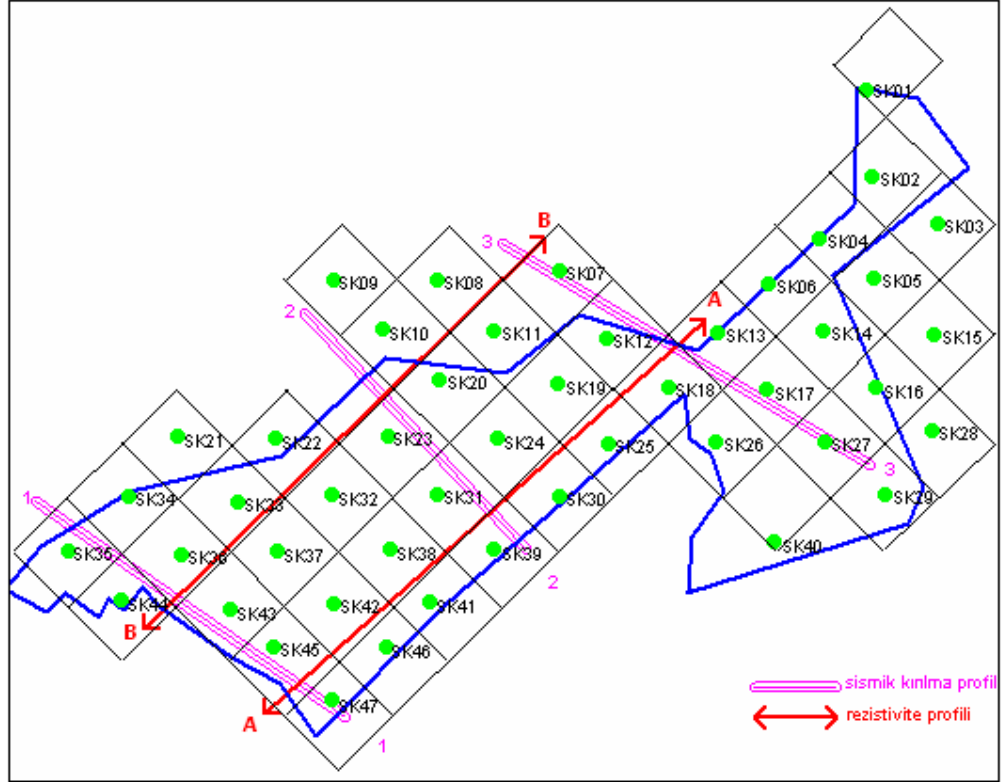 SK01
SK02
SK03
B
SK04
3
SK07
SK05
SK09
SK08
SK06
A
2
SK10
SK11
SK12
SK13
SK14
SK15
SK20
SK19
SK18
SK17
SK16
SK21
SK22
SK23
SK24
SK25
SK26
SK27
SK28
3
1
SK34
SK33
SK32
SK31
SK30
SK29
SK35
SK36
SK37
SK38
SK39
SK40
2
SK44
SK43
SK42
SK41
B
SK45
SK46
sismik kırılma profil
SK47
A
rezistivite profili
1